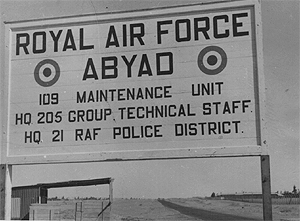 ROYAL AIR FORCE
ABYAD
109 MAINTENANCE UNIT
HQ 205 GROUP, TECHNICAL STAFF.
HQ 21 RAF POLICE DISTRICT.